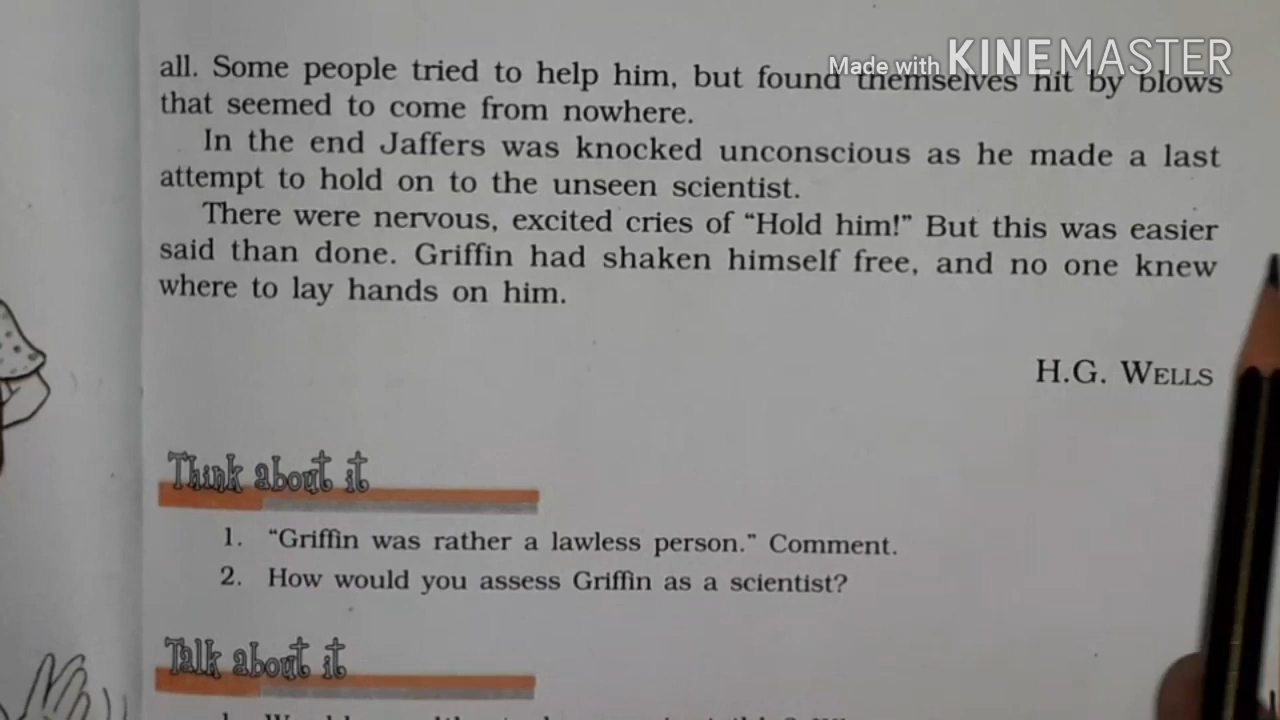 Made with KINEMASTER
all. Some people tried to help him, but found themselves hit by blows
that seemed to come from nowhere.
In the end Jaffers was knocked unconscious as he made a last
attempt to hold on to the unseen scientist.
There were nervous, excited cries of “Hold him!” But this was easier
said than done. Griffin had shaken himself free, and no one knew
where to lay hands on him.
H.G. WELLS
Think about it
1. “Griffin was rather a lawless person.” Comment.
2. How would you assess Griffin as a scientist?
Talk about it